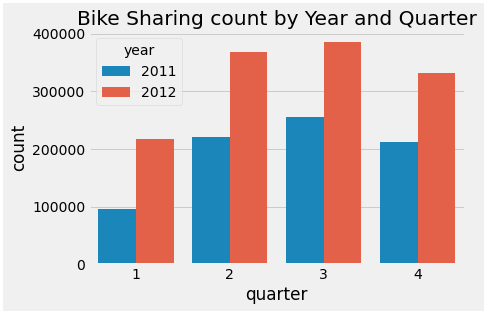 Bike Sharing count by Year and Quarter
year
2011
2012
count
400000
300000
200000
100000
0
1 2 3 4
quarter